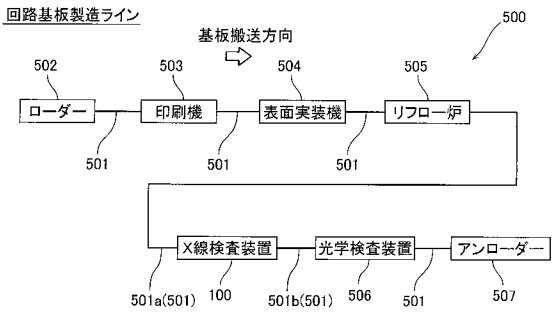 回路基板製造ライン
基板搬送方向
500
502
503
504
505
ローダー
印刷機
表面実装機
リフロー炉
501
501
501
X線検査装置
光学検査装置
アンローダー
501a(501)
100
501b(501)
506
501
507